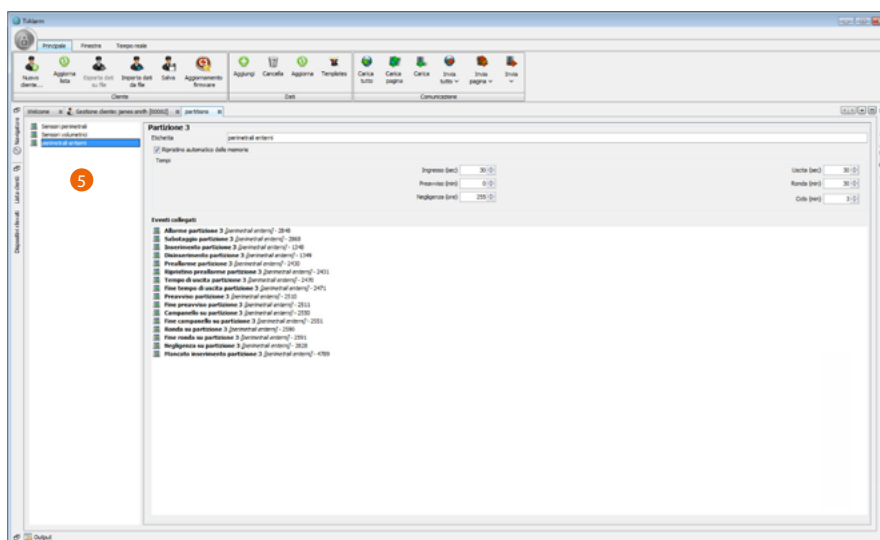 TiAlarm
Principale Finestre Tempo reale
Nuovo cliente... Aggiorna lista Esporta dati su file Importa dati da file Salva Aggiornamento firmware
Aggiungi Cancella Aggiorna Templates
Carica tutto Carica pagina Carica Invia tutto Invia pagina Invia
Cliente Dati Comunicazione
Welcome Gestione cliente: james smith [00002] partitions
Navigatore
Lista clienti
Dispositivi rilevati
Sensori perimetrali
Sensori volumetrici
perimetrali esterni
5
Partizione 3
Etichetta perimetrali esterni
Ripristino automatico della memoria
Tempi
Ingresso (sec) 30 Uscita (sec) 30
Preavviso (min) 0 Ronda (min) 30
Negligenza (ore) 255 Ciclo (min) 3
Eventi collegati
Allarme partizione 3 [perimetrali esterni] - 2848
Sabotaggio partizione 3 [perimetrali esterni] - 2868
Inserimento partizione 3 [perimetrali esterni] - 1348
Disinserimento partizione 3 [perimetrali esterni] - 1349
Preallarme partizione 3 [perimetrali esterni] - 2430
Ripristino preallarme partizione 3 [perimetrali esterni] - 2431
Tempo di uscita partizione 3 [perimetrali esterni] - 2470
Fine tempo di uscita partizione 3 [perimetrali esterni] - 2471
Preavviso partizione 3 [perimetrali esterni] - 2510
Fine preavviso partizione 3 [perimetrali esterni] - 2511
Campanello su partizione 3 [perimetrali esterni] - 2550
Fine campanello su partizione 3 [perimetrali esterni] - 2551
Ronda su partizione 3 [perimetrali esterni] - 2590
Fine ronda su partizione 3 [perimetrali esterni] - 2591
Negligenza su partizione 3 [perimetrali esterni] - 2828
Mancato inserimento partizione 3 [perimetrali esterni] - 4789
Output